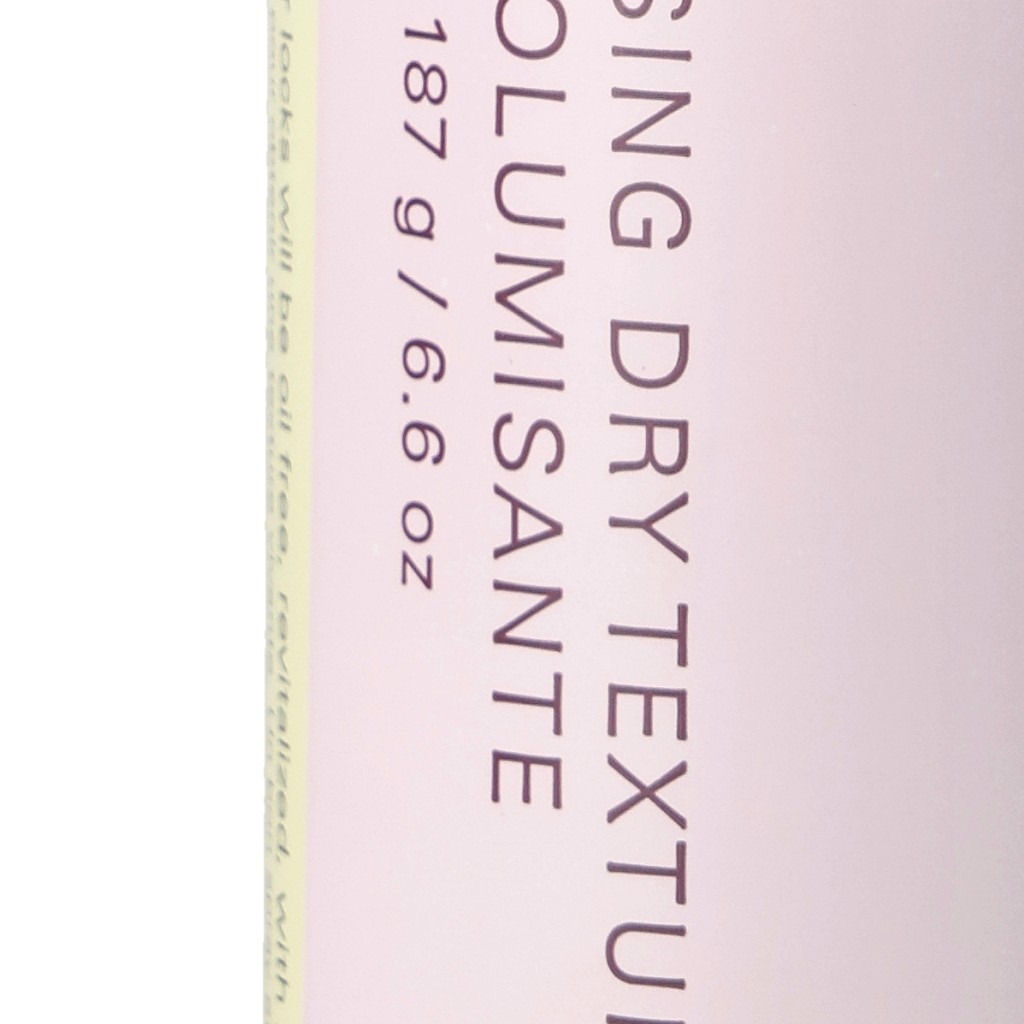 SING DRY TEXTU
OLUMISANTE
187 g / 6.6 oz
looks will be oil free, revitalized, with